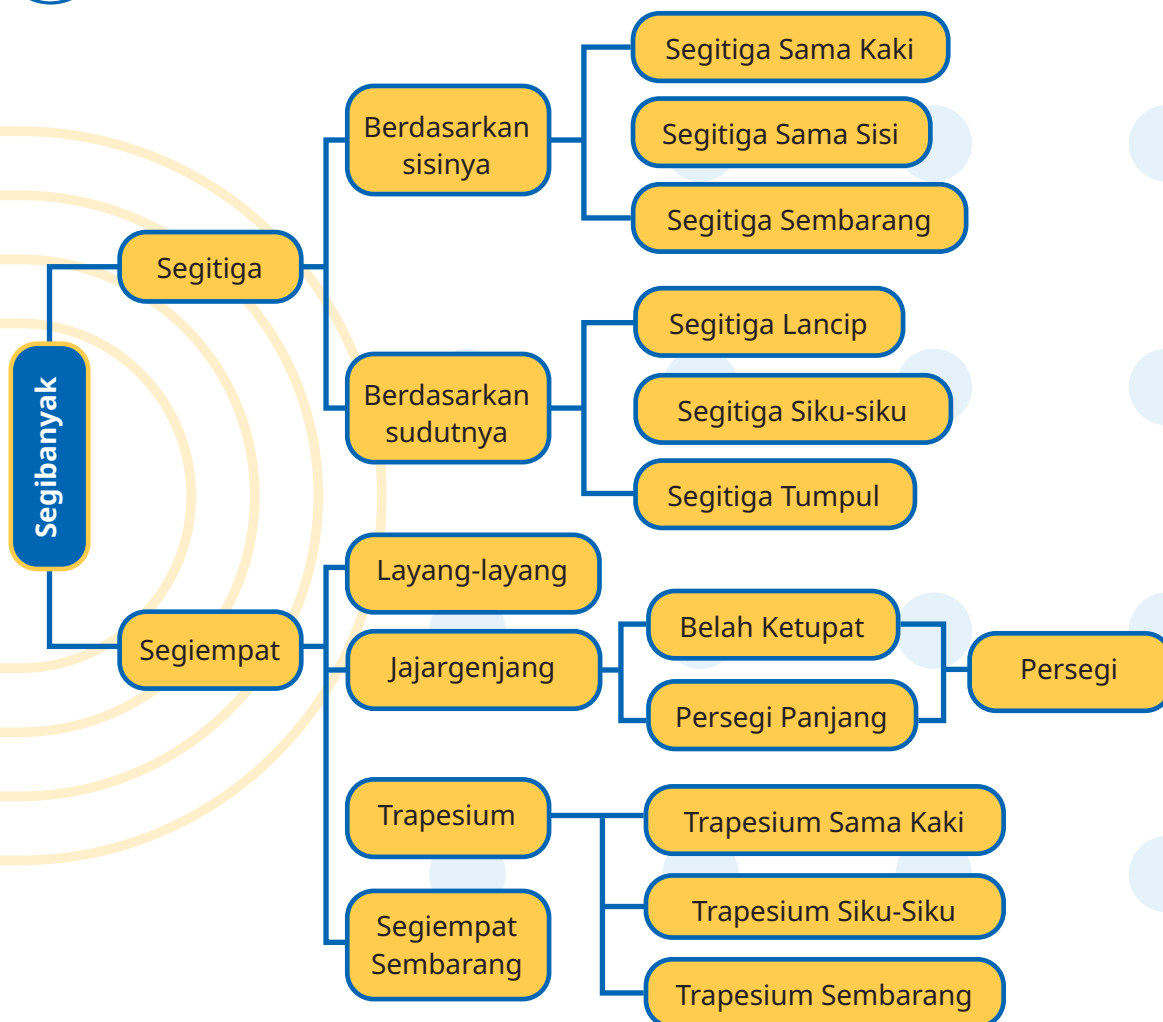 Segibanyak
Segitiga
Berdasarkan
sisinya
Segitiga Sama Kaki
Segitiga Sama Sisi
Segitiga Sembarang
Berdasarkan
sudutnya
Segitiga Lancip
Segitiga Siku-siku
Segitiga Tumpul
Segiempat
Layang-layang
Jajargenjang
Belah Ketupat
Persegi Panjang
Persegi
Trapesium
Trapesium Sama Kaki
Trapesium Siku-Siku
Trapesium Sembarang
Segiempat
Sembarang